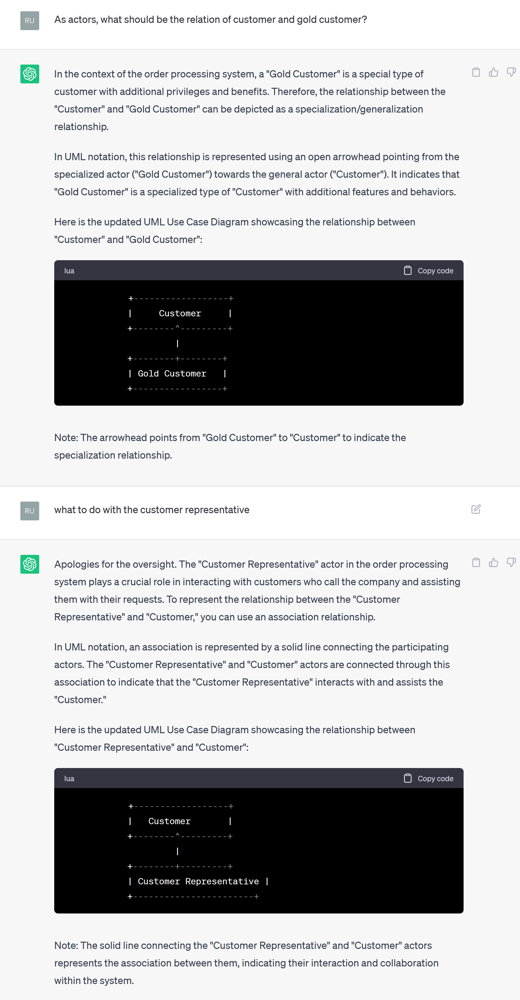 RU
As actors, what should be the relation of customer and gold customer?
In the context of the order processing system, a "Gold Customer" is a special type of
customer with additional privileges and benefits. Therefore, the relationship between the
"Customer" and "Gold Customer" can be depicted as a specialization/generalization
relationship.
In UML notation, this relationship is represented using an open arrowhead pointing from the
specialized actor ("Gold Customer") towards the general actor ("Customer"). It indicates that
"Gold Customer" is a specialized type of "Customer" with additional features and behaviors.
Here is the updated UML Use Case Diagram showcasing the relationship between
"Customer" and "Gold Customer":
lua Copy code
+------------------+
|     Customer     |
+--------^---------+
|
+--------+--------+
| Gold Customer   |
+-----------------+
Note: The arrowhead points from "Gold Customer" to "Customer" to indicate the
specialization relationship.
RU
what to do with the customer representative
Apologies for the oversight. The "Customer Representative" actor in the order processing
system plays a crucial role in interacting with customers who call the company and assisting
them with their requests. To represent the relationship between the "Customer
Representative" and "Customer," you can use an association relationship.
In UML notation, an association is represented by a solid line connecting the participating
actors. The "Customer Representative" and "Customer" actors are connected through this
association to indicate that the "Customer Representative" interacts with and assists the
"Customer."
Here is the updated UML Use Case Diagram showcasing the relationship between
"Customer Representative" and "Customer":
lua Copy code
+------------------+
|   Customer       |
+--------^---------+
|
+--------+---------+
| Customer Representative |
+-----------------------+
Note: The solid line connecting the "Customer Representative" and "Customer" actors
represents the association between them, indicating their interaction and collaboration
within the system.